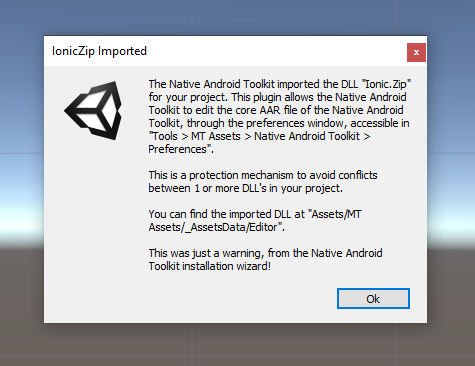 IonicZip Imported
x
The Native Android Toolkit imported the DLL "Ionic.Zip"
for your project. This plugin allows the Native Android
Toolkit to edit the core AAR file of the Native Android
Toolkit, through the preferences window, accessible in
"Tools > MT Assets > Native Android Toolkit >
Preferences".
This is a protection mechanism to avoid conflicts
between 1 or more DLL's in your project.
You can find the imported DLL at "Assets/MT
Assets/_AssetsData/Editor".
This was just a warning, from the Native Android
Toolkit installation wizard!
Ok